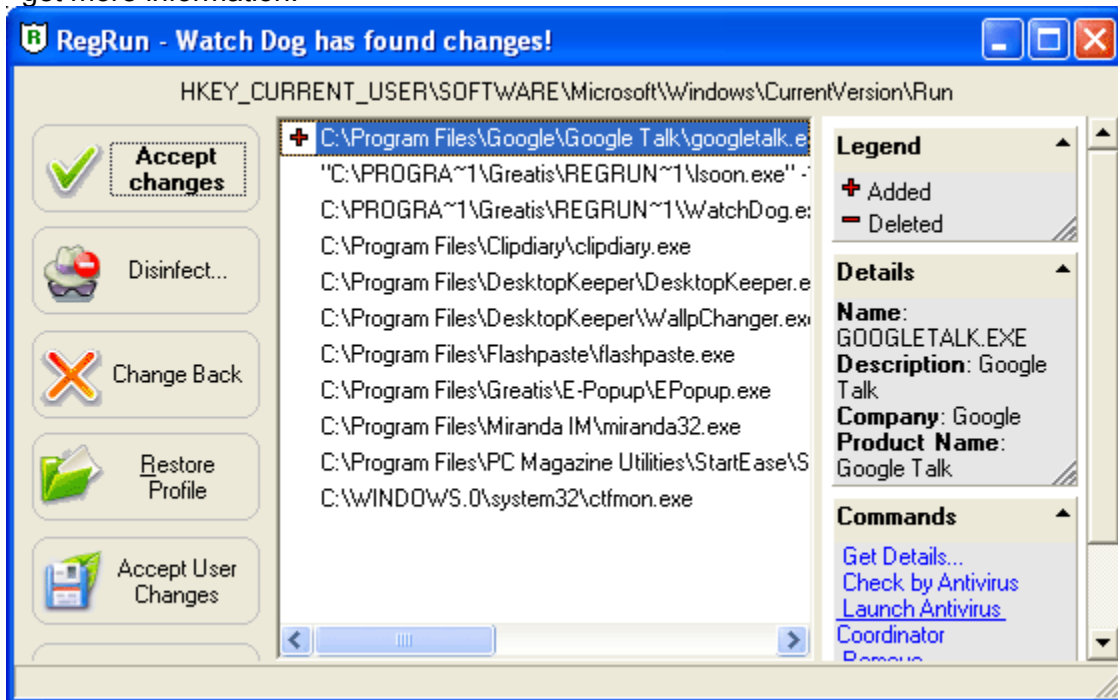 get more information.
RegRun - Watch Dog has found changes!
HKEY_CURRENT_USER\SOFTWARE\Microsoft\Windows\CurrentVersion\Run
Accept
changes
Disinfect...
Change Back
Restore
Profile
Accept User
Changes
C:\Program Files\Google\Google Talk\googletalk.e
"C:\PROGRA~1\Greatis\REGRUN~1\lsoon.exe" -
C:\PROGRA~1\Greatis\REGRUN~1\WatchDog.e
C:\Program Files\Clipdiary\clipdiary.exe
C:\Program Files\DesktopKeeper\DesktopKeeper.e
C:\Program Files\DesktopKeeper\WallpChanger.ex
C:\Program Files\Flashpaste\flashpaste.exe
C:\Program Files\Greatis\E-Popup\EPopup.exe
C:\Program Files\Miranda IM\miranda32.exe
C:\Program Files\PC Magazine Utilities\StartEase\S
C:\WINDOWS.0\system32\ctfmon.exe
Legend
Added
Deleted
Details
Name:
GOOGLETALK.EXE
Description: Google
Talk
Company: Google
Product Name:
Google Talk
Commands
Get Details...
Check by Antivirus
Launch Antivirus
Coordinator
Remove